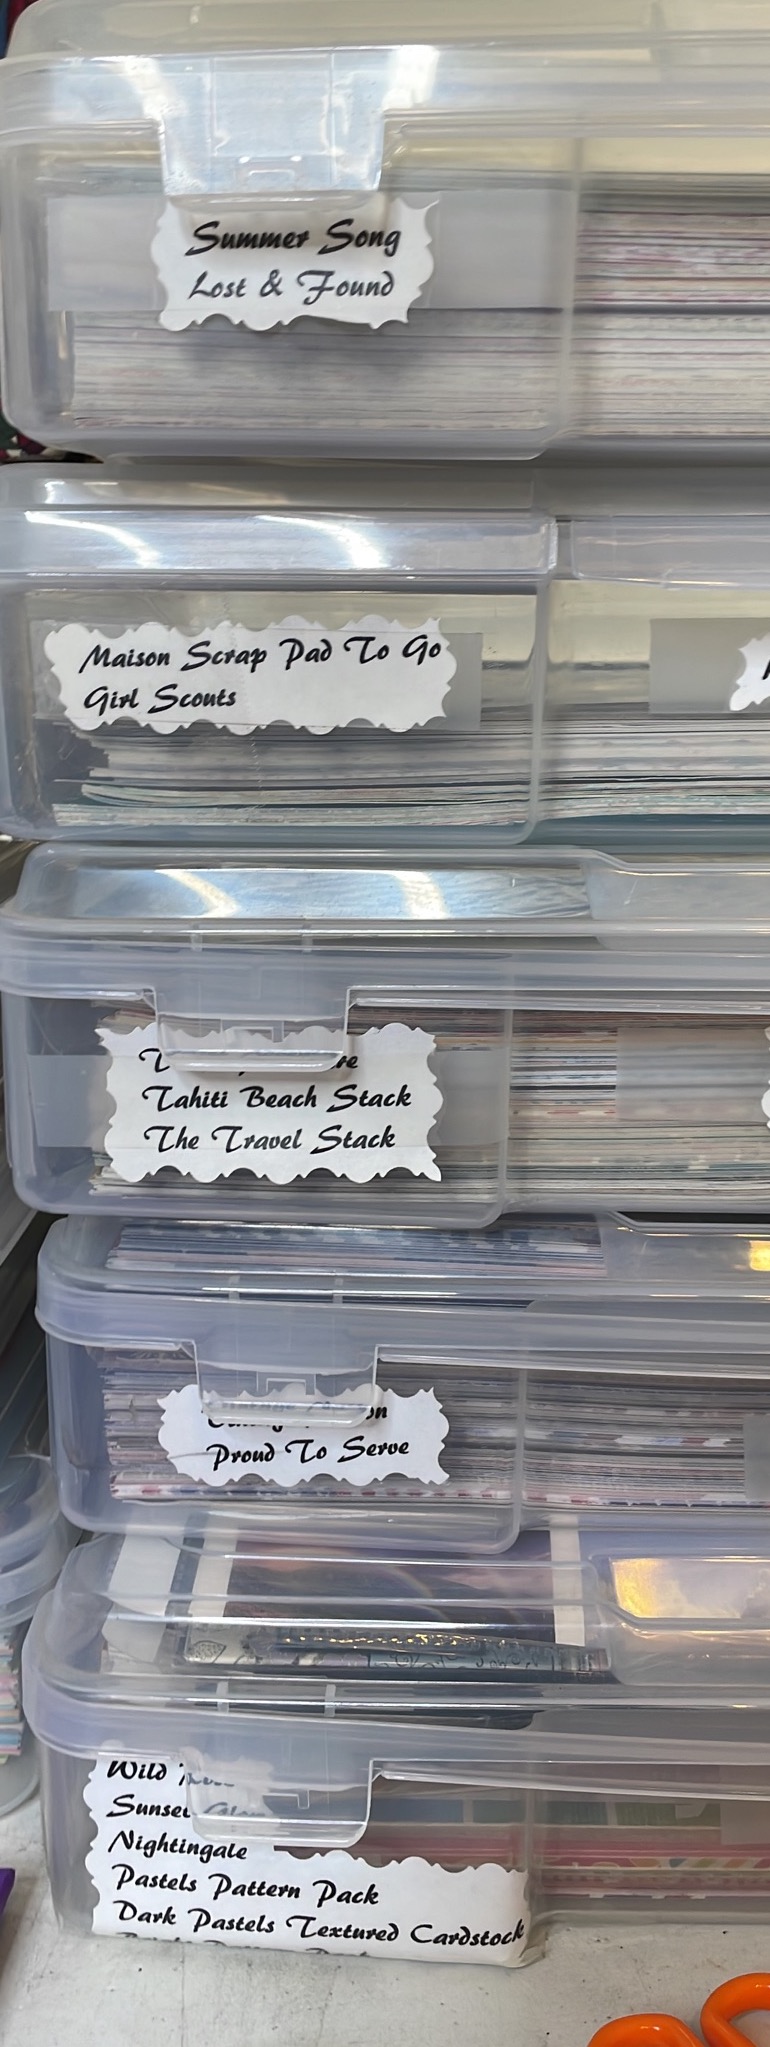 Summer Song
Lost & Found
Maison Scrap Pad To Go
Girl Scouts
Tahiti Beach Stack
The Travel Stack
Proud To Serve
Wild
Sunset
Nightingale
Pastels Pattern Pack
Dark Pastels Textured Cardstock